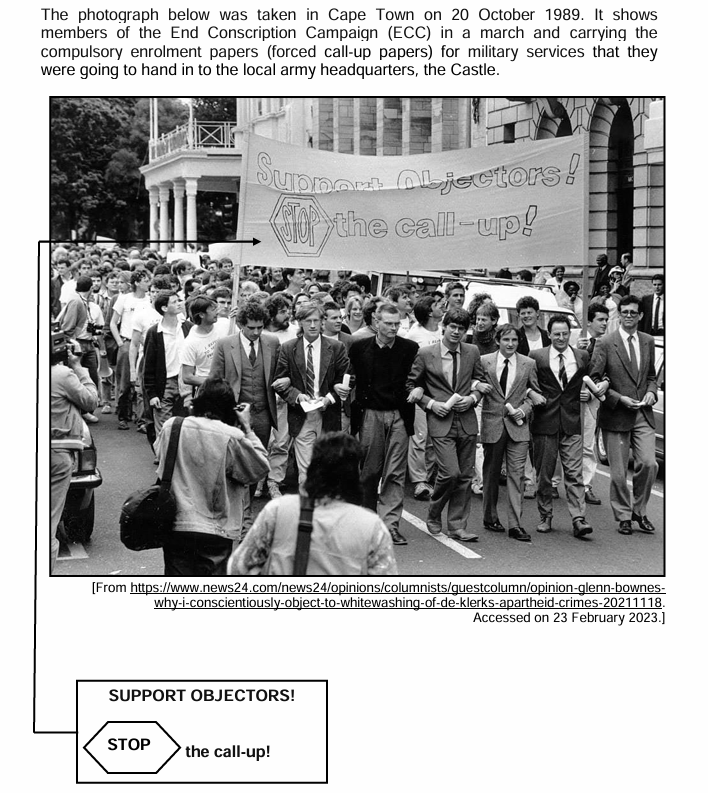 The photograph below was taken in Cape Town on 20 October 1989. It shows
members of the End Conscription Campaign (ECC) in a march and carrying the
compulsory enrolment papers (forced call-up papers) for military services that they
were going to hand in to the local army headquarters, the Castle.
Support Objectors!
STOP the call-up!
[From https://www.news24.com/news24/opinions/columnists/guestcolumn/opinion-glenn-bownes-
why-i-conscientiously-object-to-whitewashing-of-de-klerks-apartheid-crimes-20211118.
Accessed on 23 February 2023.]
SUPPORT OBJECTORS!
STOP the call-up!